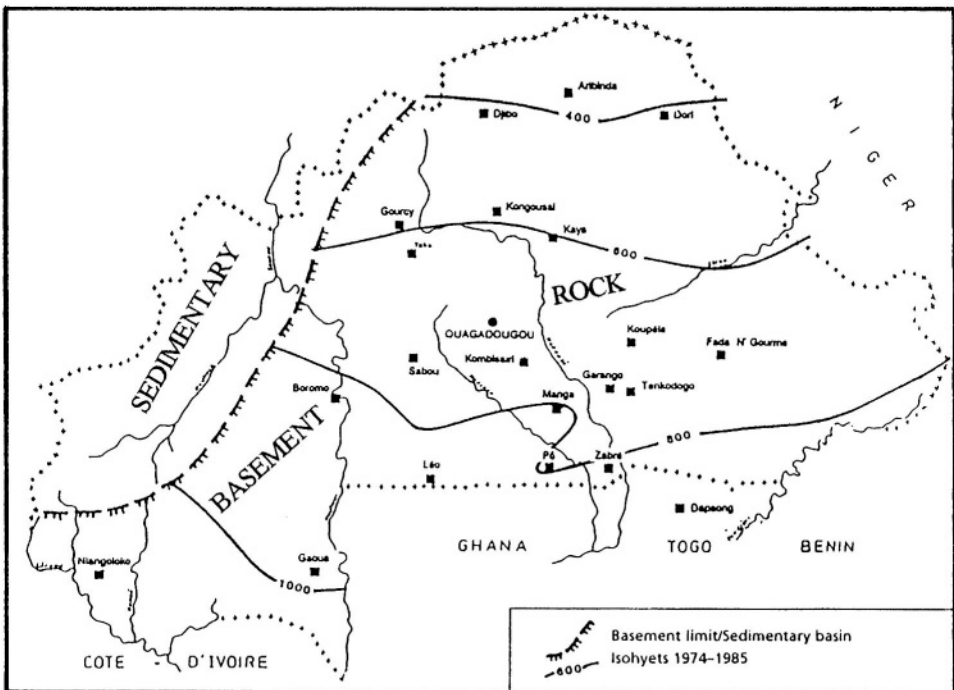 Aribinda
Djibo
400
Dori
NIGER
Kongousai
Gourcy
Kaya
Yako
600
SEDIMENTARY
ROCK
OUAGADOUGOU
Koupéla
Fada N' Gourma
Sabou
Kombissiri
Garango
Tenkodogo
Boromo
Manga
BASEMENT
800
Pô
Zabré
Léo
Dapaong
GHANA
TOGO
BENIN
Gaoua
Niangoloko
1000
COTE D'IVOIRE
Basement limit/Sedimentary basin
600
Isohyets 1974–1985